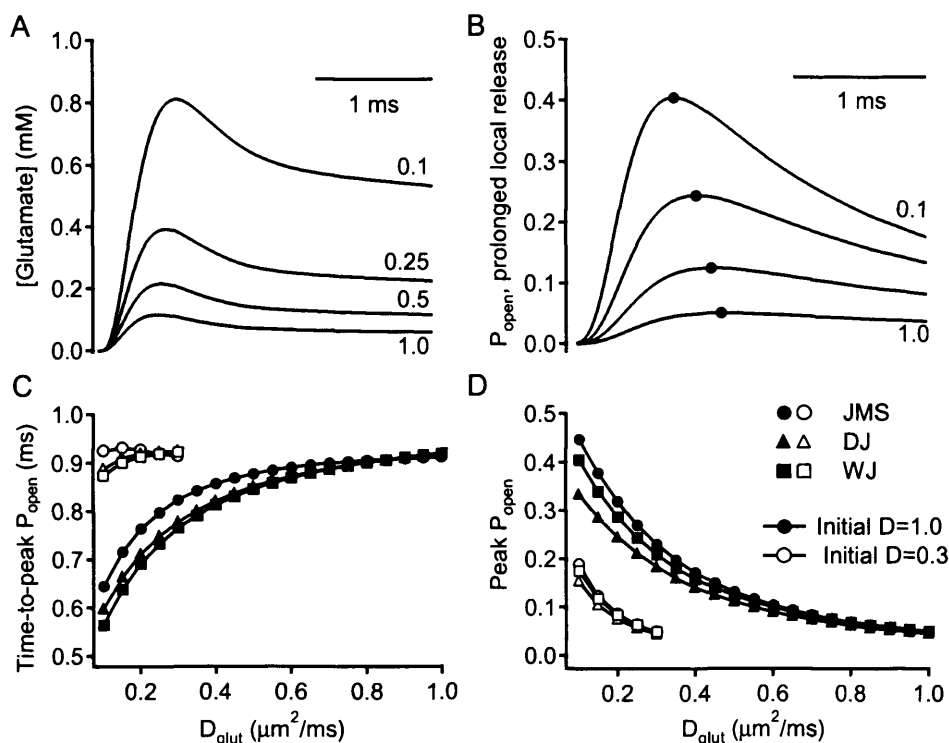 A
[Glutamate] (mM)
1.0
0.8
0.6
0.4
0.2
0.0
1 ms
0.1
0.25
0.5
1.0
B
P_open, prolonged local release
0.5
0.4
0.3
0.2
0.1
0.0
1 ms
0.1
1.0
C
Time-to-peak P_open (ms)
1.0
0.9
0.8
0.7
0.6
0.5
0.2
0.4
0.6
0.8
1.0
D_glut (μm²/ms)
D
Peak P_open
0.5
0.4
0.3
0.2
0.1
0.0
JMS
DJ
WJ
Initial D=1.0
Initial D=0.3
0.2
0.4
0.6
0.8
1.0
D_glut (μm²/ms)